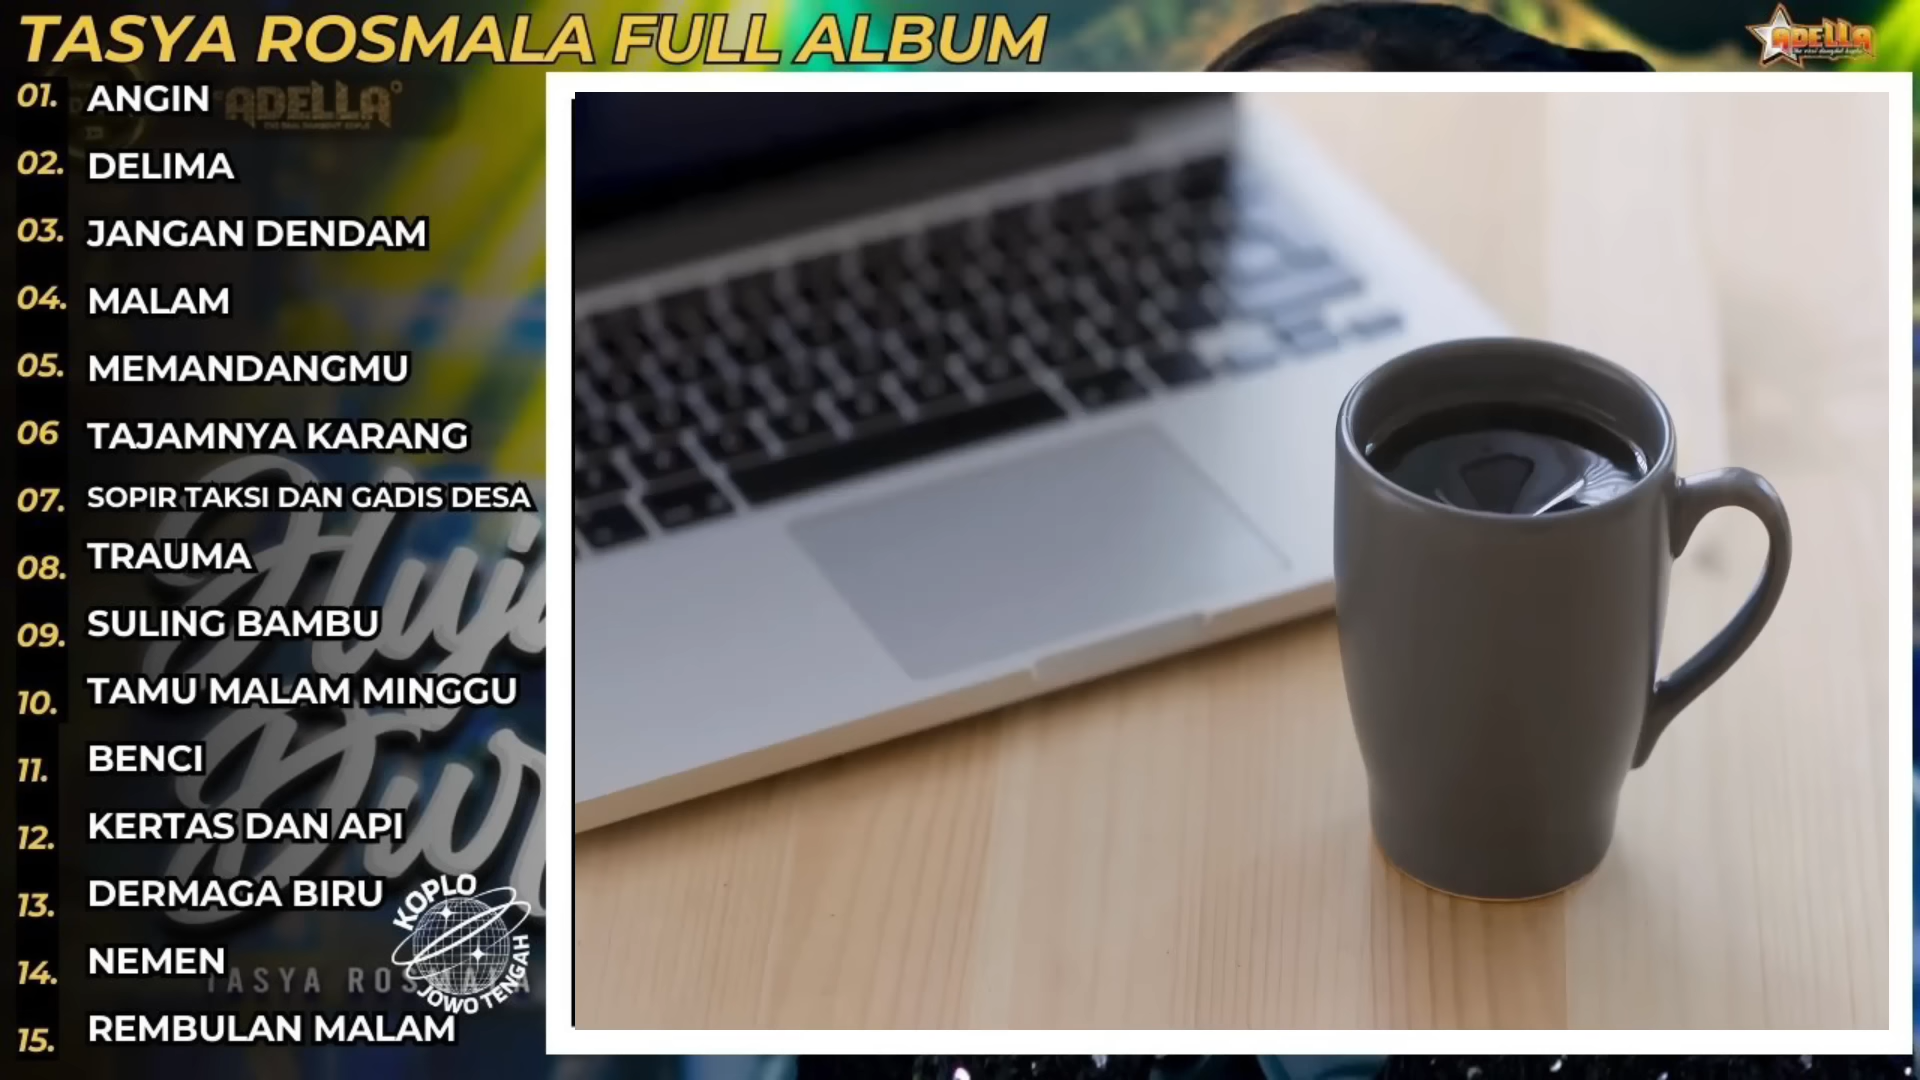 TASYA ROSMALA FULL ALBUM
ADELLA
01. ANGIN
"ADELLA
02. DELIMA
03. JANGAN DENDAM
04. MALAM
05. MEMANDANGMU
06 TAJAMNYA KARANG
07. SOPIR TAKSI DAN GADIS DESA
08. TRAUMA
09. SULING BAMBU
10. TAMU MALAM MINGGU
11. BENCI
12. KERTAS DAN API
13. DERMAGA BIRU
KOPLO
JOWO TENGAH
14. NEMEN
TASYA
15. REMBULAN MALAM